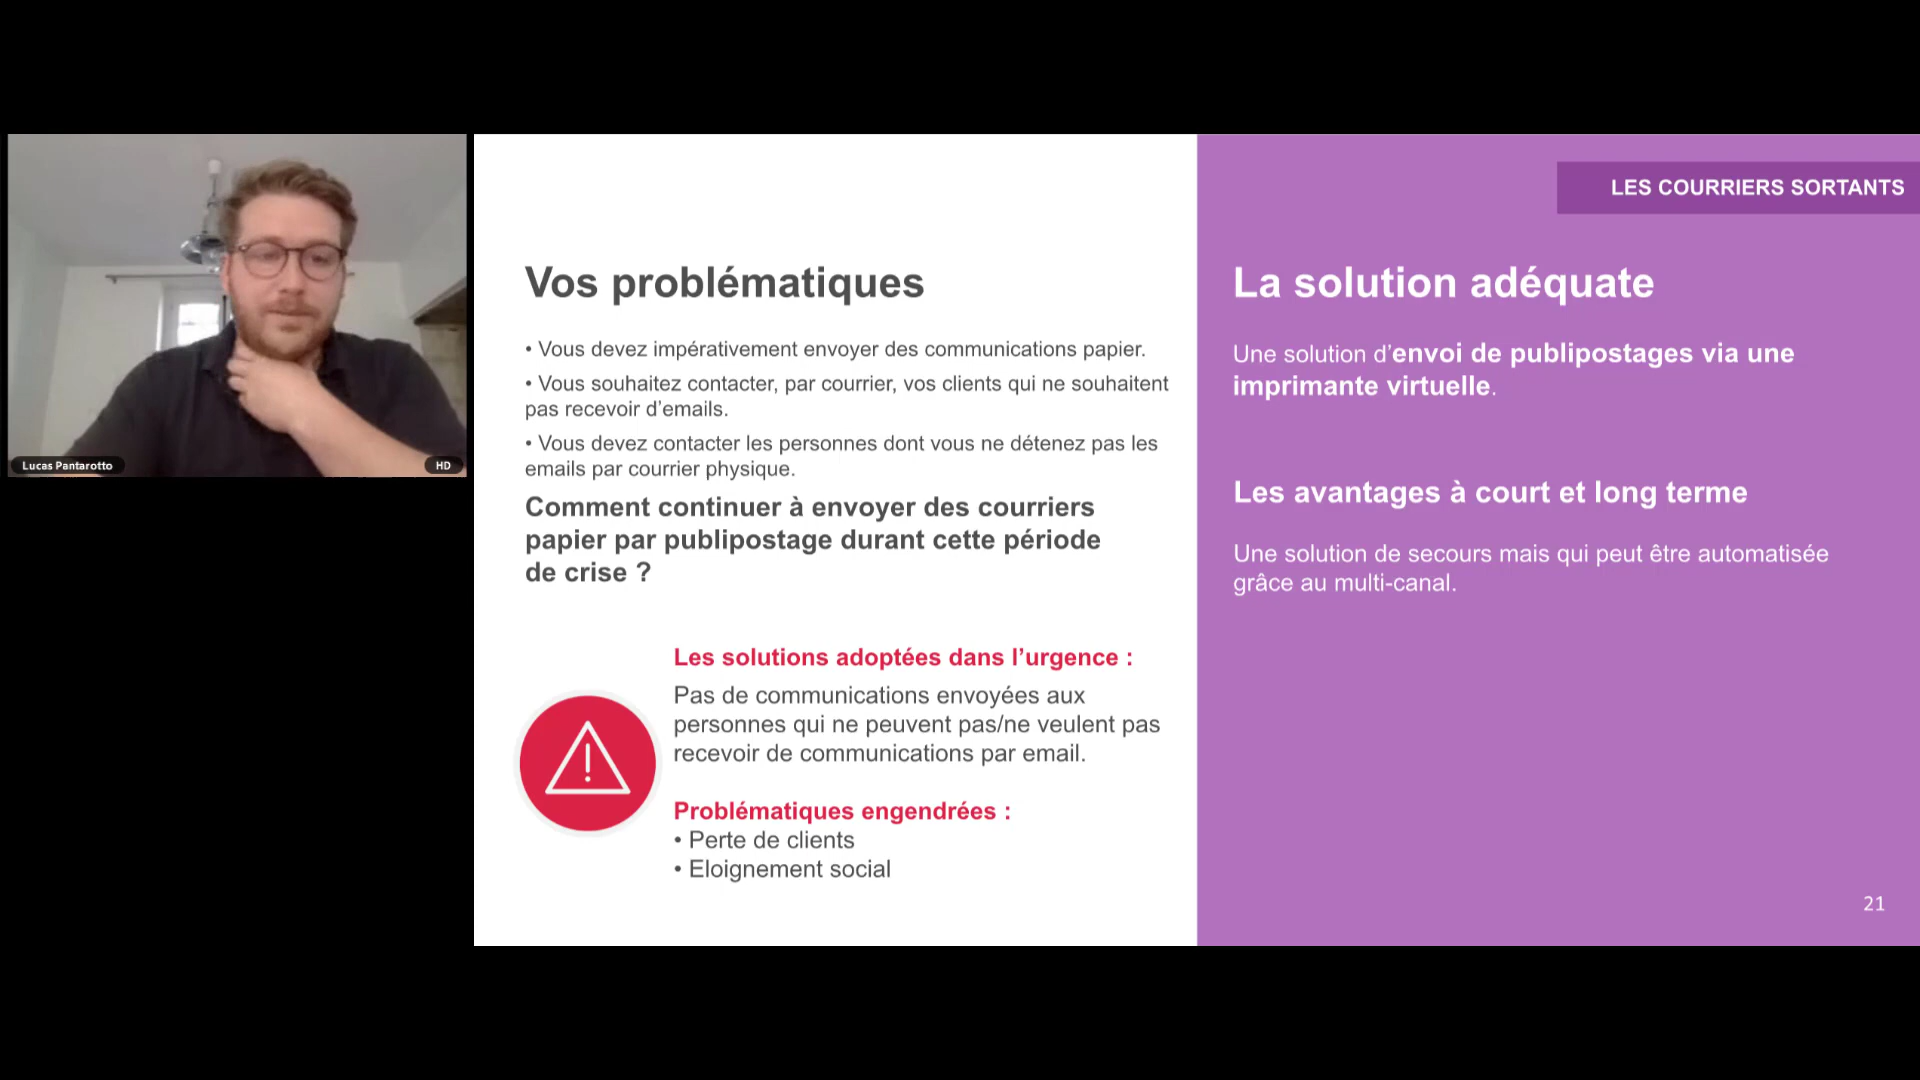 Lucas Pantarotto
HD
LES COURRIERS SORTANTS
Vos problématiques
• Vous devez impérativement envoyer des communications papier.
• Vous souhaitez contacter, par courrier, vos clients qui ne souhaitent
pas recevoir d’emails.
• Vous devez contacter les personnes dont vous ne détenez pas les
emails par courrier physique.
Comment continuer à envoyer des courriers
papier par publipostage durant cette période
de crise ?
Les solutions adoptées dans l’urgence :
Pas de communications envoyées aux
personnes qui ne peuvent pas/ne veulent pas
recevoir de communications par email.
Problématiques engendrées :
• Perte de clients
• Eloignement social
La solution adéquate
Une solution d’envoi de publipostages via une
imprimante virtuelle.
Les avantages à court et long terme
Une solution de secours mais qui peut être automatisée
grâce au multi-canal.
21